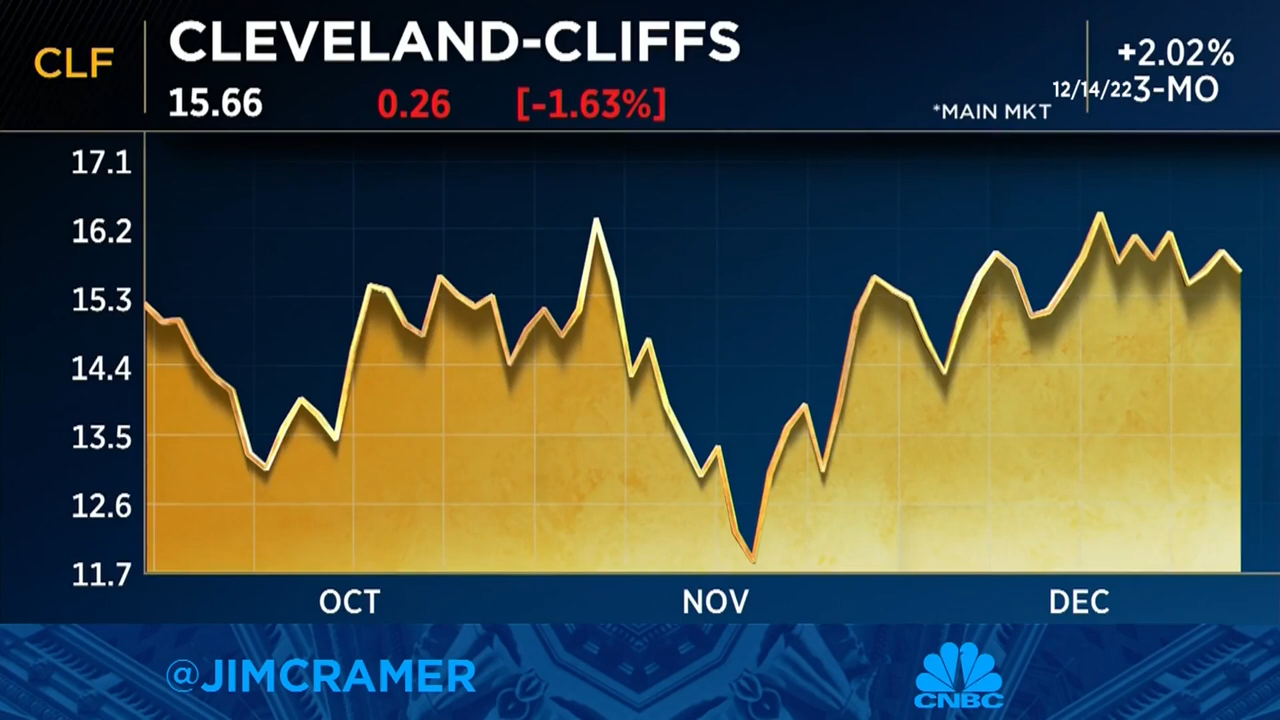 CLF
CLEVELAND-CLIFFS
15.66 0.26 [-1.63%]
*MAIN MKT
+2.02%
12/14/22 3-MO
17.1
16.2
15.3
14.4
13.5
12.6
11.7
OCT NOV DEC
@JIMCRAMER
CNBC